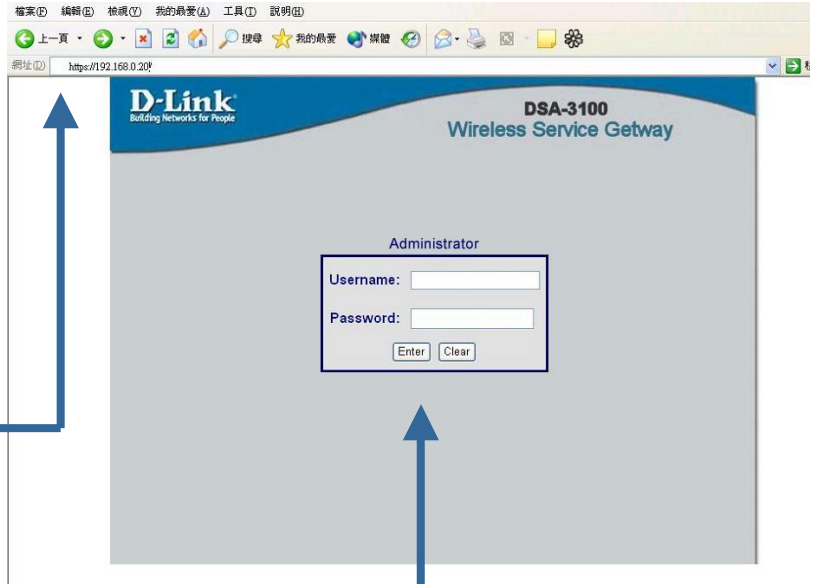 檔案(F) 編輯(E) 檢視(V) 我的最愛(A) 工具(T) 說明(H)
上一頁 搜尋 我的最愛 媒體
網址(D) https://192.168.0.20/
D-Link
Building Networks for People
DSA-3100
Wireless Service Getway
Administrator
Username:
Password:
Enter Clear